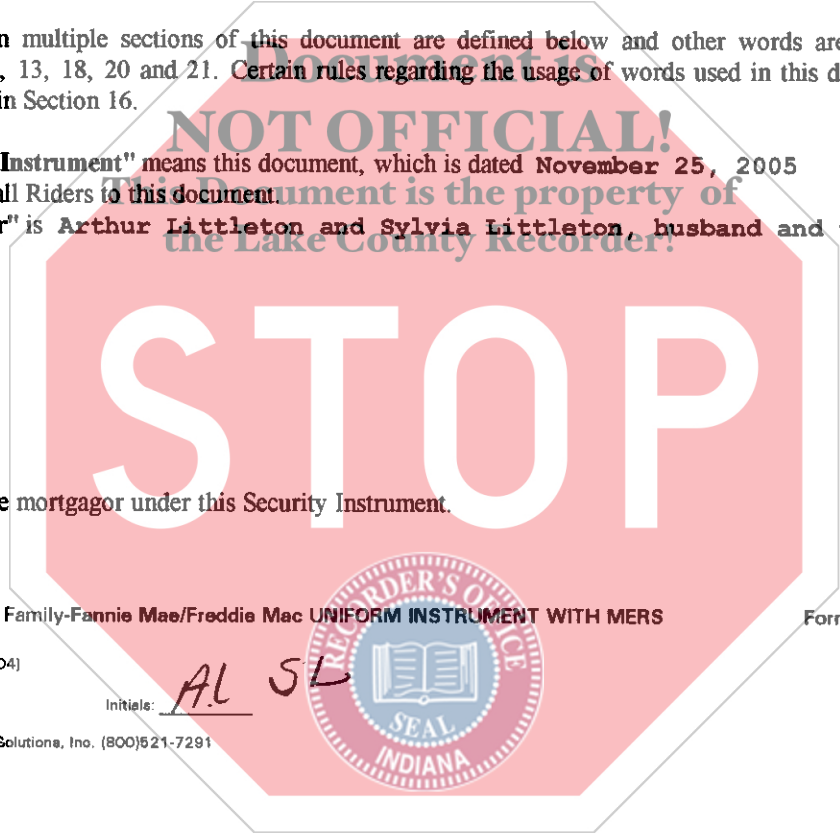 n multiple sections of this document are defined below and other words are
Document is
, 13, 18, 20 and 21. Certain rules regarding the usage of words used in this d
in Section 16.
NOT OFFICIAL!
Instrument" means this document, which is dated November 25, 2005
all Riders to this document.
This Document is the property of
r" is Arthur Littleton and Sylvia Littleton, husband and
the Lake County Recorder!
STOP
e mortgagor under this Security Instrument.
RECORDER'S OFFICE
Family-Fannie Mae/Freddie Mac UNIFORM INSTRUMENT WITH MERS Form
04)
Initials: A.L SL
SEAL
Solutions, Inc. (800)521-7291
INDIANA